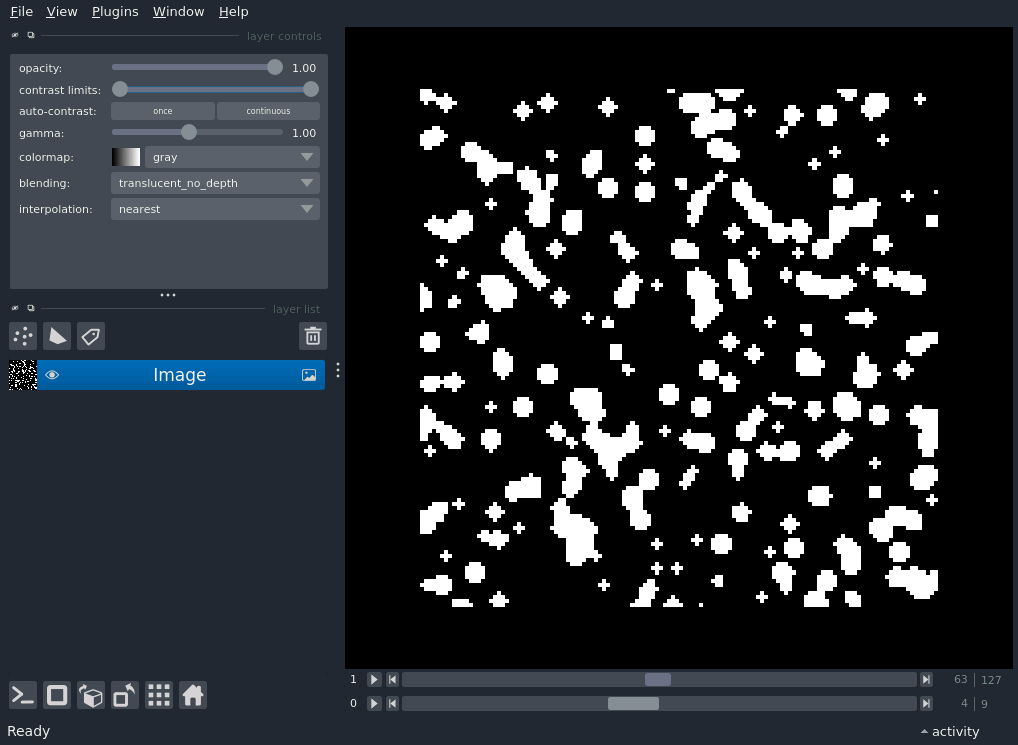 File View Plugins Window Help
layer controls
opacity: 1.00
contrast limits:
auto-contrast: once continuous
gamma: 1.00
colormap: gray
blending: translucent_no_depth
interpolation: nearest
layer list
Image
1 63 127
0 4 9
Ready activity